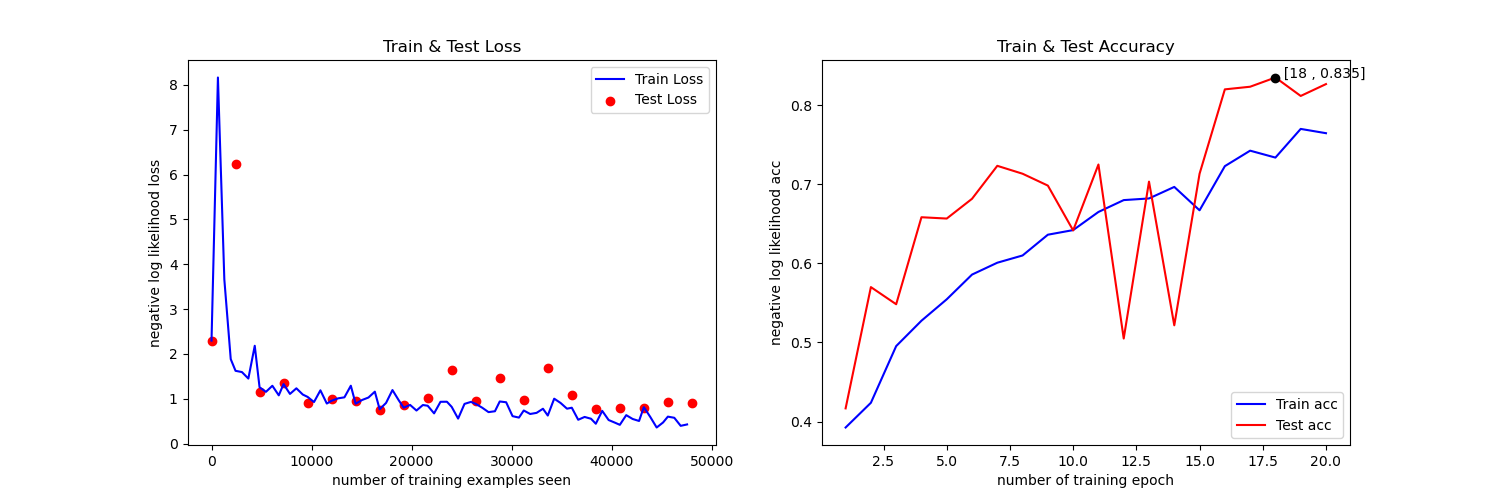 Train & Test Loss
8
7
6
5
4
3
2
1
0
negative log likelihood loss
Train Loss
Test Loss
0
10000
20000
30000
40000
50000
number of training examples seen
Train & Test Accuracy
[18 , 0.835]
0.8
0.7
0.6
0.5
0.4
negative log likelihood acc
Train acc
Test acc
2.5
5.0
7.5
10.0
12.5
15.0
17.5
20.0
number of training epoch